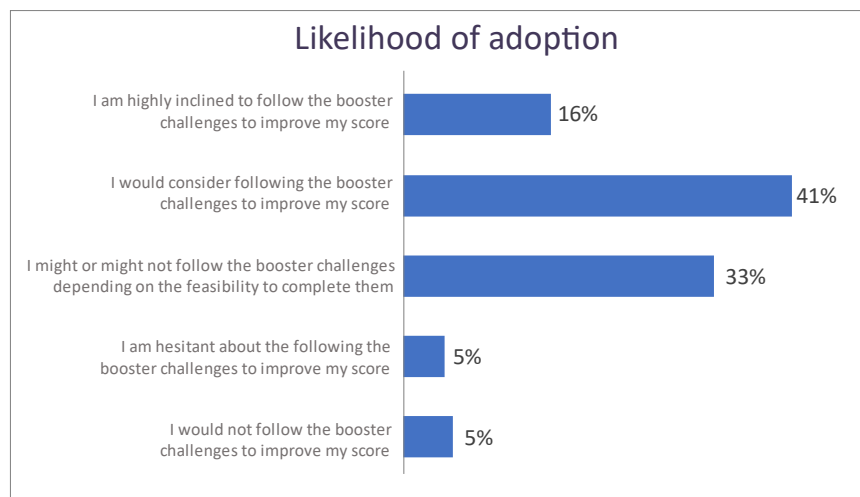 Likelihood of adoption
I am highly inclined to follow the booster
challenges to improve my score
16%
I would consider following the booster
challenges to improve my score
41%
I might or might not follow the booster challenges
depending on the feasibility to complete them
33%
I am hesitant about the following the
booster challenges to improve my score
5%
I would not follow the booster
challenges to improve my score
5%